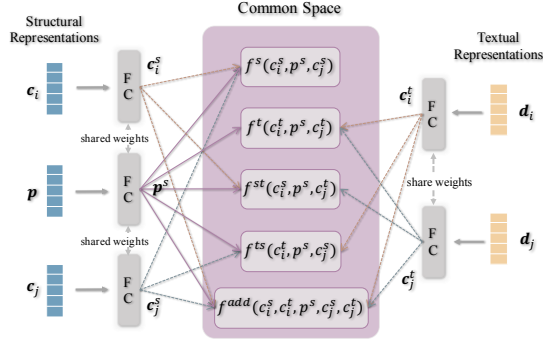 Common Space
Structural
Representations
Textual
Representations
c_i
F
C
c_i^s
f^s(c_i^s, p^s, c_j^s)
c_i^t
F
C
d_i
shared weights
f^t(c_i^t, p^s, c_j^t)
p
F
C
p^s
f^{st}(c_i^s, p^s, c_j^t)
share weights
shared weights
f^{ts}(c_i^t, p^s, c_j^s)
F
C
d_j
c_j
F
C
c_j^s
c_j^t
f^{add}(c_i^s, c_i^t, p^s, c_j^s, c_j^t)